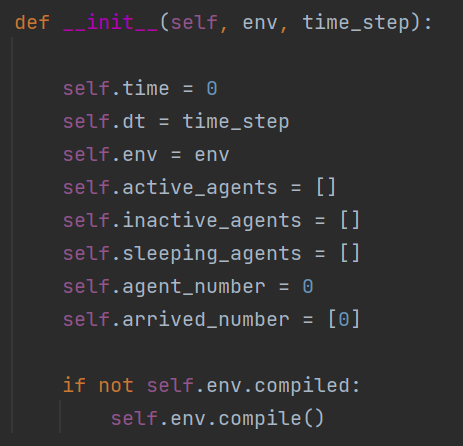 def __init__(self, env, time_step):
self.time = 0
self.dt = time_step
self.env = env
self.active_agents = []
self.inactive_agents = []
self.sleeping_agents = []
self.agent_number = 0
self.arrived_number = [0]
if not self.env.compiled:
self.env.compile()